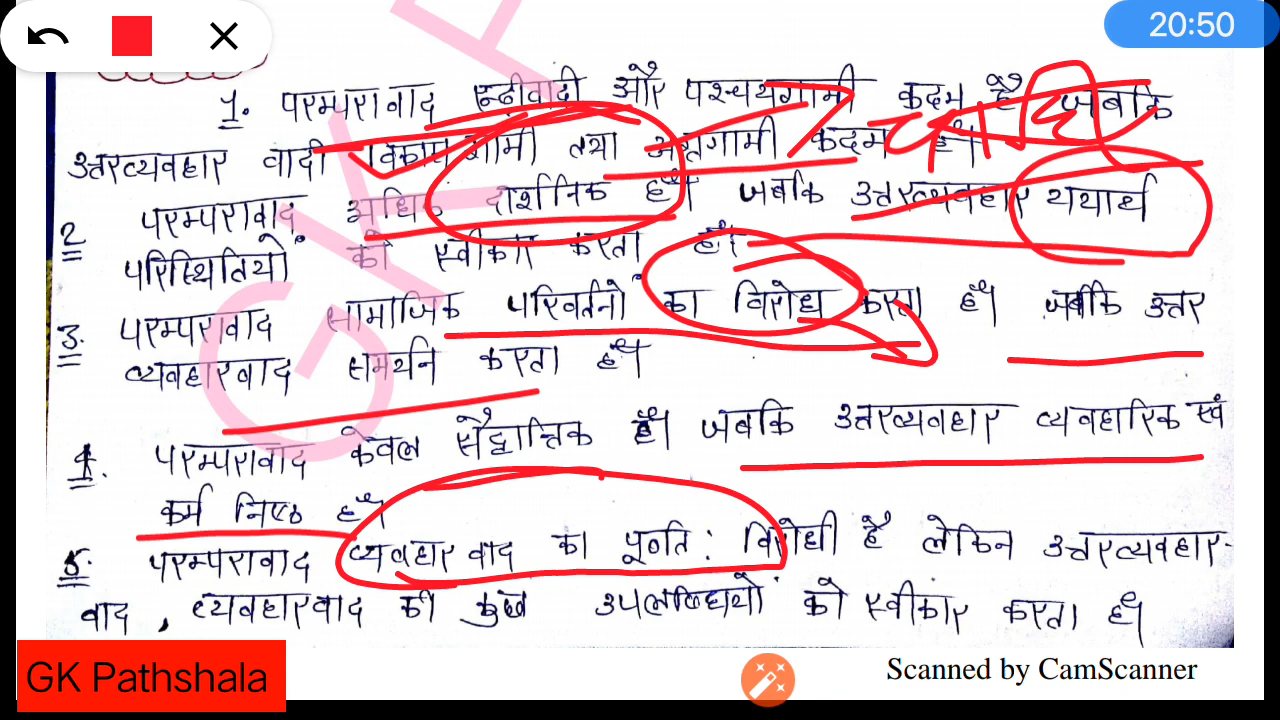 20:50
1. परम्परावाद रूढ़ीवादी और पश्चयगामी कदम है जबकि
उत्तरव्यवहार वादी विकास गामी तथा अग्रगामी कदम है।
2 परम्परावाद अधिक दार्शनिक है। जबकि उत्तरव्यवहार यथार्थ
परिस्थितियों को स्वीकार करता है।
3. परम्परावाद सामाजिक परिवर्तनों का विरोध करता है। जबकि उत्तर
व्यवहारवाद समर्थन करता है।
4. परम्परावाद केवल सैद्धान्तिक है। जबकि उत्तरव्यवहार व्यवहारिक एवं
कर्म निष्ठ है।
5. परम्परावाद व्यवहार वाद का पूर्णत: विरोधी है लेकिन उत्तरव्यवहार-
वाद, व्यवहारवाद की कुछ उपलब्धियों को स्वीकार करता है।
GK Pathshala
Scanned by CamScanner